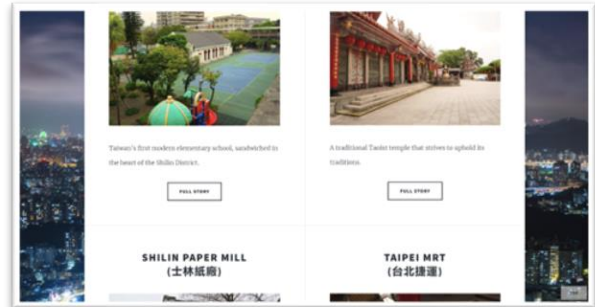 Taiwan's first modern elementary school, sandwiched in
the heart of the Shilin District.
FULL STORY
A traditional Taoist temple that strives to uphold its
traditions.
FULL STORY
SHILIN PAPER MILL
(士林紙廠)
TAIPEI MRT
(台北捷運)